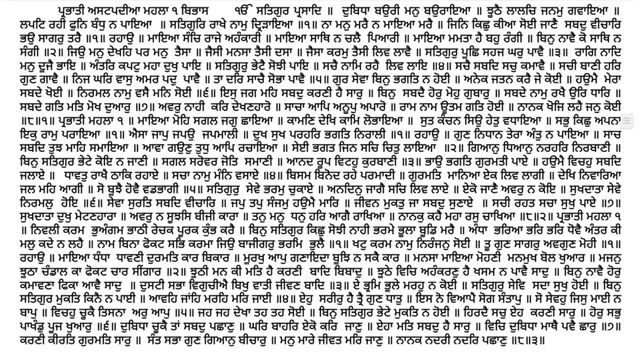 ਪ੍ਰਭਾਤੀ ਅਸਟਪਦੀਆ ਮਹਲਾ ੧ ਬਿਭਾਸ ੴ ਸਤਿਗੁਰ ਪ੍ਰਸਾਦਿ ॥ ਦੁਬਿਧਾ ਬਉਰੀ ਮਨੁ ਬਉਰਾਇਆ ॥ ਝੂਠੈ ਲਾਲਚਿ ਜਨਮੁ ਗਵਾਇਆ ॥
ਲਪਟਿ ਰਹੀ ਫੁਨਿ ਬੰਧੁ ਨ ਪਾਇਆ ॥ ਸਤਿਗੁਰਿ ਰਾਖੇ ਨਾਮੁ ਦ੍ਰਿੜਾਇਆ ॥੧॥ ਨਾ ਮਨੁ ਮਰੈ ਨ ਮਾਇਆ ਮਰੈ ॥ ਜਿਨਿ ਕਿਛੁ ਕੀਆ ਸੋਈ ਜਾਣੈ ਸਬਦੁ ਵੀਚਾਰਿ
ਭਉ ਸਾਗਰੁ ਤਰੈ ॥੧॥ ਰਹਾਉ ॥ ਮਾਇਆ ਸੰਚਿ ਰਾਜੇ ਅਹੰਕਾਰੀ ॥ ਮਾਇਆ ਸਾਥਿ ਨ ਚਲੈ ਪਿਆਰੀ ॥ ਮਾਇਆ ਮਮਤਾ ਹੈ ਬਹੁ ਰੰਗੀ ॥ ਬਿਨੁ ਨਾਵੈ ਕੋ ਸਾਥਿ ਨ
ਸੰਗੀ ॥੨॥ ਜਿਉ ਮਨੁ ਦੇਖਹਿ ਪਰ ਮਨੁ ਤੈਸਾ ॥ ਜੈਸੀ ਮਨਸਾ ਤੈਸੀ ਦਸਾ ॥ ਜੈਸਾ ਕਰਮੁ ਤੈਸੀ ਲਿਵ ਲਾਵੈ ॥ ਸਤਿਗੁਰੁ ਪੂਛਿ ਸਹਜ ਘਰੁ ਪਾਵੈ ॥੩॥ ਰਾਗਿ ਨਾਦਿ
ਮਨੁ ਦੂਜੈ ਭਾਇ ॥ ਅੰਤਰਿ ਕਪਟੁ ਮਹਾ ਦੁਖੁ ਪਾਇ ॥ ਸਤਿਗੁਰੁ ਭੇਟੈ ਸੋਝੀ ਪਾਇ ॥ ਸਚੈ ਨਾਮਿ ਰਹੈ ਲਿਵ ਲਾਇ ॥੪॥ ਸਚੈ ਸਬਦਿ ਸਚੁ ਕਮਾਵੈ ॥ ਸਚੀ ਬਾਣੀ ਹਰਿ
ਗੁਣ ਗਾਵੈ ॥ ਨਿਜ ਘਰਿ ਵਾਸੁ ਅਮਰ ਪਦੁ ਪਾਵੈ ॥ ਤਾ ਦਰਿ ਸਾਚੈ ਸੋਭਾ ਪਾਵੈ ॥੫॥ ਗੁਰ ਸੇਵਾ ਬਿਨੁ ਭਗਤਿ ਨ ਹੋਈ ॥ ਅਨੇਕ ਜਤਨ ਕਰੈ ਜੇ ਕੋਈ ॥ ਹਉਮੈ ਮੇਰਾ
ਸਬਦੇ ਖੋਈ ॥ ਨਿਰਮਲ ਨਾਮੁ ਵਸੈ ਮਨਿ ਸੋਈ ॥੬॥ ਇਸੁ ਜਗ ਮਹਿ ਸਬਦੁ ਕਰਣੀ ਹੈ ਸਾਰੁ ॥ ਬਿਨੁ ਸਬਦੈ ਹੋਰੁ ਮੋਹੁ ਗੁਬਾਰੁ ॥ ਸਬਦੇ ਨਾਮੁ ਰਖੈ ਉਰਿ ਧਾਰਿ ॥
ਸਬਦੇ ਗਤਿ ਮਤਿ ਮੋਖ ਦੁਆਰੁ ॥੭॥ ਅਵਰੁ ਨਾਹੀ ਕਰਿ ਦੇਖਣਹਾਰੋ ॥ ਸਾਚਾ ਆਪਿ ਅਨੂਪੁ ਅਪਾਰੋ ॥ ਰਾਮ ਨਾਮ ਊਤਮ ਗਤਿ ਹੋਈ ॥ ਨਾਨਕ ਖੋਜਿ ਲਹੈ ਜਨੁ ਕੋਈ
॥੮॥੧॥ ਪ੍ਰਭਾਤੀ ਮਹਲਾ ੧ ॥ ਮਾਇਆ ਮੋਹਿ ਸਗਲ ਜਗੁ ਛਾਇਆ ॥ ਕਾਮਣਿ ਦੇਖਿ ਕਾਮਿ ਲੋਭਾਇਆ ॥ ਸੁਤ ਕੰਚਨ ਸਿਉ ਹੇਤੁ ਵਧਾਇਆ ॥ ਸਭੁ ਕਿਛੁ ਅਪਨਾ
ਇਕੁ ਰਾਮੁ ਪਰਾਇਆ ॥੧॥ ਐਸਾ ਜਾਪੁ ਜਪਉ ਜਪਮਾਲੀ ॥ ਦੁਖ ਸੁਖ ਪਰਹਰਿ ਭਗਤਿ ਨਿਰਾਲੀ ॥੧॥ ਰਹਾਉ ॥ ਗੁਣ ਨਿਧਾਨ ਤੇਰਾ ਅੰਤੁ ਨ ਪਾਇਆ ॥ ਸਾਚ
ਸਬਦਿ ਤੁਝ ਮਾਹਿ ਸਮਾਇਆ ॥ ਆਵਾ ਗਉਣੁ ਤੁਧੁ ਆਪਿ ਰਚਾਇਆ ॥ ਸੇਈ ਭਗਤ ਜਿਨ ਸਚਿ ਚਿਤੁ ਲਾਇਆ ॥੨॥ ਗਿਆਨੁ ਧਿਆਨੁ ਨਰਹਰਿ ਨਿਰਬਾਣੀ ॥
ਬਿਨੁ ਸਤਿਗੁਰ ਭੇਟੇ ਕੋਇ ਨ ਜਾਣੀ ॥ ਸਗਲ ਸਰੋਵਰ ਜੋਤਿ ਸਮਾਣੀ ॥ ਆਨਦ ਰੂਪ ਵਿਟਹੁ ਕੁਰਬਾਣੀ ॥੩॥ ਭਾਉ ਭਗਤਿ ਗੁਰਮਤੀ ਪਾਏ ॥ ਹਉਮੈ ਵਿਚਹੁ ਸਬਦਿ
ਜਲਾਏ ॥ ਧਾਵਤੁ ਰਾਖੈ ਠਾਕਿ ਰਹਾਏ ॥ ਸਚਾ ਨਾਮੁ ਮੰਨਿ ਵਸਾਏ ॥੪॥ ਬਿਸਮ ਬਿਨੋਦ ਰਹੇ ਪਰਮਾਦੀ ॥ ਗੁਰਮਤਿ ਮਾਨਿਆ ਏਕ ਲਿਵ ਲਾਗੀ ॥ ਦੇਖਿ ਨਿਵਾਰਿਆ
ਜਲ ਮਹਿ ਆਗੀ ॥ ਸੋ ਬੂਝੈ ਹੋਵੈ ਵਡਭਾਗੀ ॥੫॥ ਸਤਿਗੁਰੁ ਸੇਵੇ ਭਰਮੁ ਚੁਕਾਏ ॥ ਅਨਦਿਨੁ ਜਾਗੈ ਸਚਿ ਲਿਵ ਲਾਏ ॥ ਏਕੋ ਜਾਣੈ ਅਵਰੁ ਨ ਕੋਇ ॥ ਸੁਖਦਾਤਾ ਸੇਵੇ
ਨਿਰਮਲੁ ਹੋਇ ॥੬॥ ਸੇਵਾ ਸੁਰਤਿ ਸਬਦਿ ਵੀਚਾਰਿ ॥ ਜਪੁ ਤਪੁ ਸੰਜਮੁ ਹਉਮੈ ਮਾਰਿ ॥ ਜੀਵਨ ਮੁਕਤੁ ਜਾ ਸਬਦੁ ਸੁਣਾਏ ॥ ਸਚੀ ਰਹਤ ਸਚਾ ਸੁਖੁ ਪਾਏ ॥੭॥
ਸੁਖਦਾਤਾ ਦੁਖੁ ਮੇਟਣਹਾਰਾ ॥ ਅਵਰੁ ਨ ਸੂਝਸਿ ਬੀਜੀ ਕਾਰਾ ॥ ਤਨੁ ਮਨੁ ਧਨੁ ਹਰਿ ਆਗੈ ਰਾਖਿਆ ॥ ਨਾਨਕੁ ਕਹੈ ਮਹਾ ਰਸੁ ਚਾਖਿਆ ॥੮॥੨॥ ਪ੍ਰਭਾਤੀ ਮਹਲਾ ੧
॥ ਨਿਵਲੀ ਕਰਮ ਭੁਅੰਗਮ ਭਾਠੀ ਰੇਚਕ ਪੂਰਕ ਕੁੰਭ ਕਰੈ ॥ ਬਿਨੁ ਸਤਿਗੁਰ ਕਿਛੁ ਸੋਝੀ ਨਾਹੀ ਭਰਮੇ ਭੂਲਾ ਬੂਡਿ ਮਰੈ ॥ ਅੰਧਾ ਭਰਿਆ ਭਰਿ ਭਰਿ ਧੋਵੈ ਅੰਤਰ ਕੀ
ਮਲੁ ਕਦੇ ਨ ਲਹੈ ॥ ਨਾਮ ਬਿਨਾ ਫੋਕਟ ਸਭਿ ਕਰਮਾ ਜਿਉ ਬਾਜੀਗਰੁ ਭਰਮਿ ਭੁਲੈ ॥੧॥ ਖਟੁ ਕਰਮ ਨਾਮੁ ਨਿਰੰਜਨੁ ਸੋਈ ॥ ਤੂ ਗੁਣ ਸਾਗਰੁ ਅਵਗੁਣ ਮੋਹੀ ॥੧॥
ਰਹਾਉ ॥ ਮਾਇਆ ਧੰਧਾ ਧਾਵਣੀ ਦੁਰਮਤਿ ਕਾਰ ਬਿਕਾਰ ॥ ਮੂਰਖੁ ਆਪੁ ਗਣਾਇਦਾ ਬੂਝਿ ਨ ਸਕੈ ਕਾਰ ॥ ਮਨਸਾ ਮਾਇਆ ਮੋਹਣੀ ਮਨਮੁਖ ਬੋਲ ਖੁਆਰ ॥ ਮਜਨੁ
ਝੂਠਾ ਚੰਡਾਲ ਕਾ ਫੋਕਟ ਚਾਰ ਸੀਂਗਾਰ ॥੨॥ ਝੂਠੀ ਮਨ ਕੀ ਮਤਿ ਹੈ ਕਰਣੀ ਬਾਦਿ ਬਿਬਾਦੁ ॥ ਝੂਠੇ ਵਿਚਿ ਅਹੰਕਰਣੁ ਹੈ ਖਸਮ ਨ ਪਾਵੈ ਸਾਦੁ ॥ ਬਿਨੁ ਨਾਵੈ ਹੋਰੁ
ਕਮਾਵਣਾ ਫਿਕਾ ਆਵੈ ਸਾਦੁ ॥ ਦੁਸਟੀ ਸਭਾ ਵਿਗੁਚੀਐ ਬਿਖੁ ਵਾਤੀ ਜੀਵਣ ਬਾਦਿ ॥੩॥ ਏ ਭ੍ਰਮਿ ਭੂਲੇ ਮਰਹੁ ਨ ਕੋਈ ॥ ਸਤਿਗੁਰੁ ਸੇਵਿ ਸਦਾ ਸੁਖੁ ਹੋਈ ॥ ਬਿਨੁ
ਸਤਿਗੁਰ ਮੁਕਤਿ ਕਿਨੈ ਨ ਪਾਈ ॥ ਆਵਹਿ ਜਾਂਹਿ ਮਰਹਿ ਮਰਿ ਜਾਈ ॥੪॥ ਏਹੁ ਸਰੀਰੁ ਹੈ ਤ੍ਰੈ ਗੁਣ ਧਾਤੁ ॥ ਇਸ ਨੋ ਵਿਆਪੈ ਸੋਗ ਸੰਤਾਪੁ ॥ ਸੋ ਸੇਵਹੁ ਜਿਸੁ ਮਾਈ ਨ
ਬਾਪੁ ॥ ਵਿਚਹੁ ਚੂਕੈ ਤਿਸਨਾ ਅਰੁ ਆਪੁ ॥੫॥ ਜਹ ਜਹ ਦੇਖਾ ਤਹ ਤਹ ਸੋਈ ॥ ਬਿਨੁ ਸਤਿਗੁਰ ਭੇਟੇ ਮੁਕਤਿ ਨ ਹੋਈ ॥ ਹਿਰਦੈ ਸਚੁ ਏਹ ਕਰਣੀ ਸਾਰੁ ॥ ਹੋਰੁ ਸਭੁ
ਪਾਖੰਡੁ ਪੂਜ ਖੁਆਰੁ ॥੬॥ ਦੁਬਿਧਾ ਚੂਕੈ ਤਾਂ ਸਬਦੁ ਪਛਾਣੁ ॥ ਘਰਿ ਬਾਹਰਿ ਏਕੋ ਕਰਿ ਜਾਣੁ ॥ ਏਹਾ ਮਤਿ ਸਬਦੁ ਹੈ ਸਾਰੁ ॥ ਵਿਚਿ ਦੁਬਿਧਾ ਮਾਥੈ ਪਵੈ ਛਾਰੁ ॥੭॥
ਕਰਣੀ ਕੀਰਤਿ ਗੁਰਮਤਿ ਸਾਰੁ ॥ ਸੰਤ ਸਭਾ ਗੁਣ ਗਿਆਨੁ ਬੀਚਾਰੁ ॥ ਮਨੁ ਮਾਰੇ ਜੀਵਤ ਮਰਿ ਜਾਣੁ ॥ ਨਾਨਕ ਨਦਰੀ ਨਦਰਿ ਪਛਾਣੁ ॥੮॥੩॥